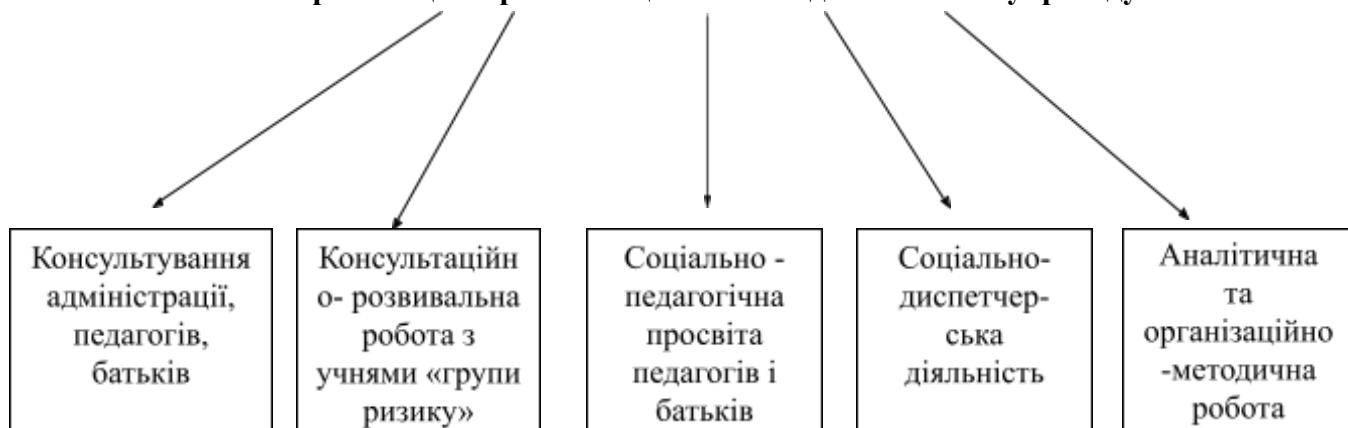 Консультування
адміністрації,
педагогів,
батьків
Консультаційн
о- розвивальна
робота з
учнями «групи
ризику»
Соціально -
педагогічна
просвіта
педагогів і
батьків
Соціально-
диспетчер-
ська
діяльність
Аналітична
та
організаційно
-методична
робота